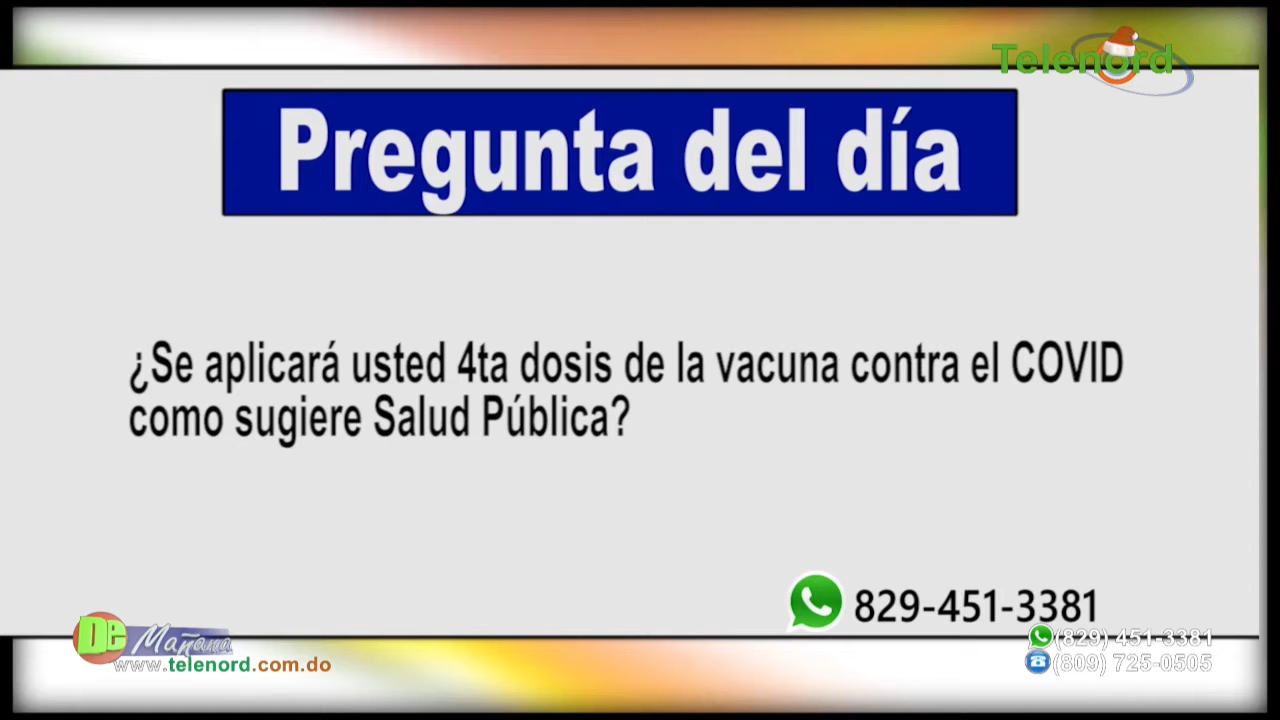 Telenord
Pregunta del día
¿Se aplicará usted 4ta dosis de la vacuna contra el COVID
como sugiere Salud Pública?
829-451-3381
De Mañana
www.telenord.com.do
(829) 451-3381
(809) 725-0505